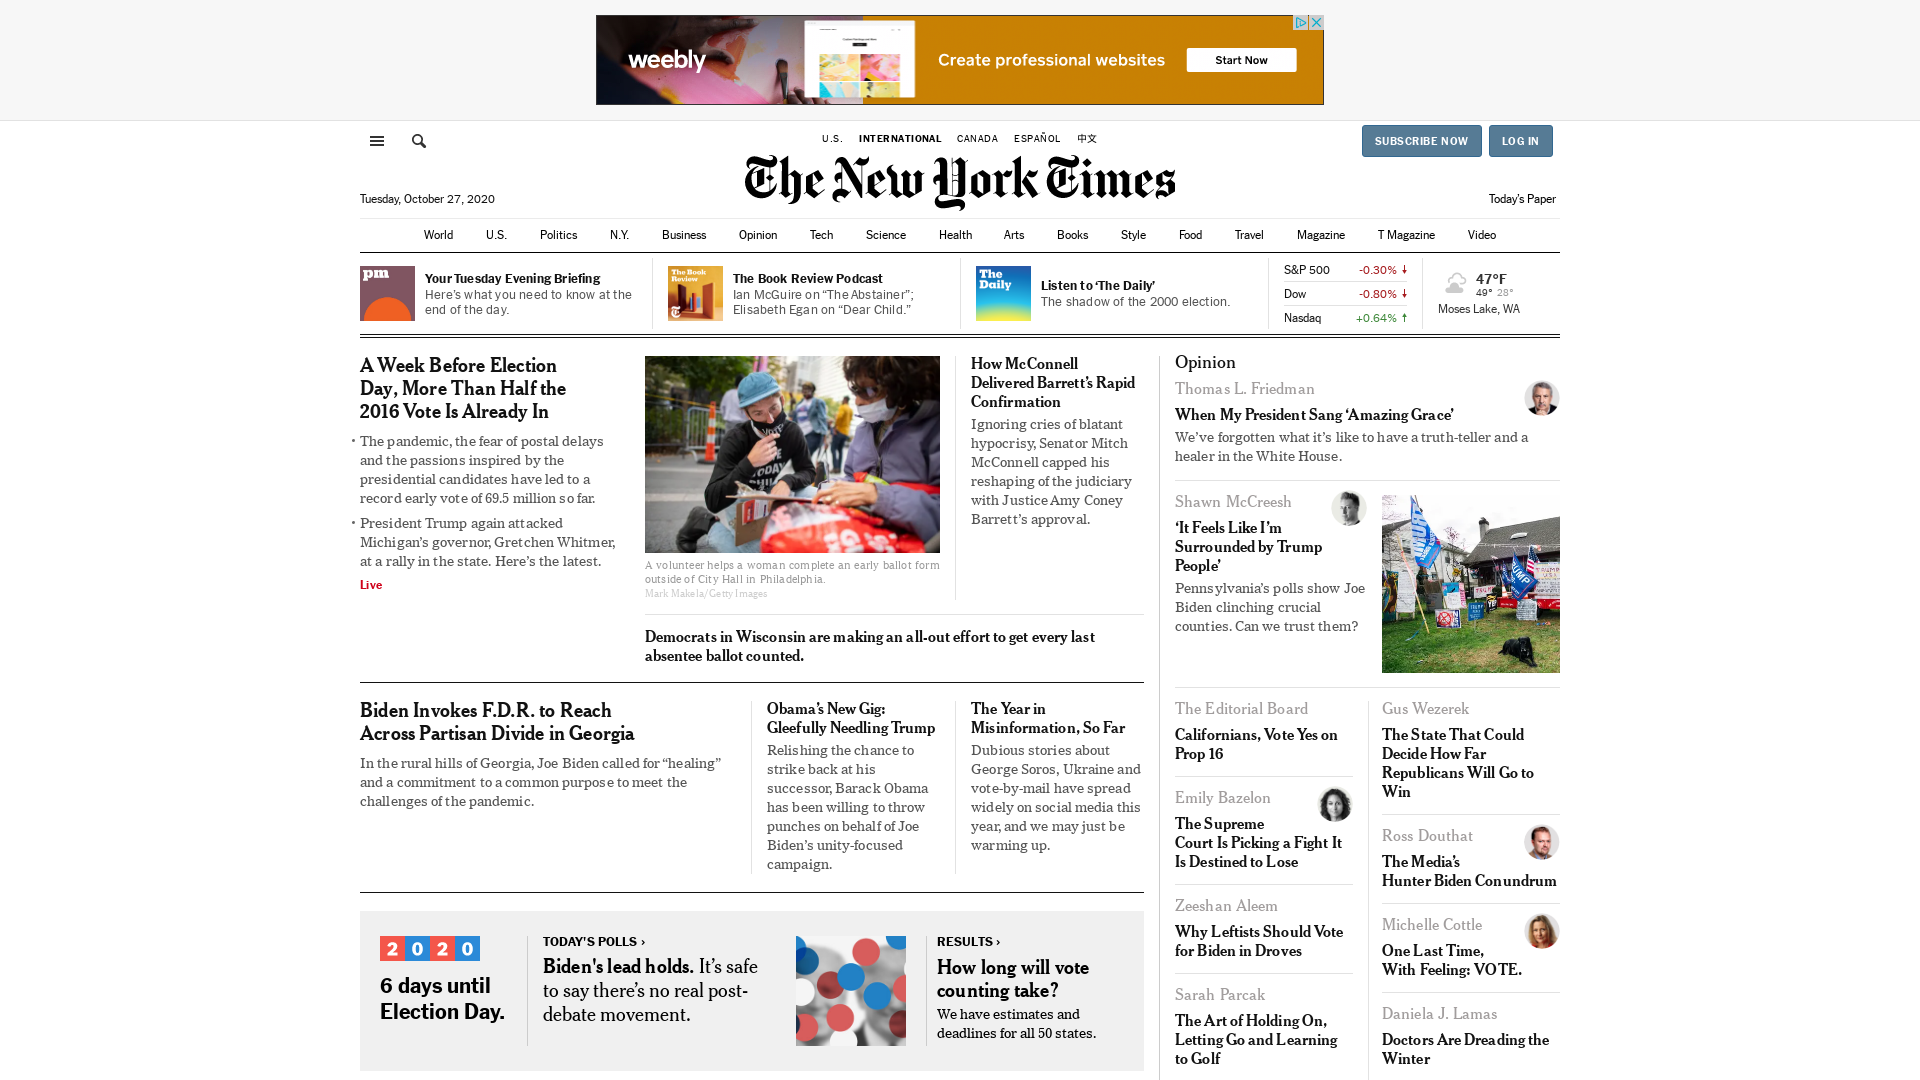 weebly
Create professional websites
Start Now
U.S.
INTERNATIONAL
CANADA
ESPAÑOL
中文
SUBSCRIBE NOW
LOG IN
The New York Times
Tuesday, October 27, 2020
Today's Paper
World
U.S.
Politics
N.Y.
Business
Opinion
Tech
Science
Health
Arts
Books
Style
Food
Travel
Magazine
T Magazine
Video
pm
Your Tuesday Evening Briefing
Here's what you need to know at the
end of the day.
The Book
Review
The Book Review Podcast
Ian McGuire on “The Abstainer”;
Elisabeth Egan on “Dear Child.”
The
Daily
Listen to ‘The Daily’
The shadow of the 2000 election.
S&P 500 -0.30% ↓
Dow -0.80% ↓
Nasdaq +0.64% ↑
47°F
49° 28°
Moses Lake, WA
A Week Before Election
Day, More Than Half the
2016 Vote Is Already In
• The pandemic, the fear of postal delays
and the passions inspired by the
presidential candidates have led to a
record early vote of 69.5 million so far.
• President Trump again attacked
Michigan's governor, Gretchen Whitmer,
at a rally in the state. Here's the latest.
Live
A volunteer helps a woman complete an early ballot form
outside of City Hall in Philadelphia.
Mark Makela/Getty Images
How McConnell
Delivered Barrett's Rapid
Confirmation
Ignoring cries of blatant
hypocrisy, Senator Mitch
McConnell capped his
reshaping of the judiciary
with Justice Amy Coney
Barrett's approval.
Democrats in Wisconsin are making an all-out effort to get every last
absentee ballot counted.
Biden Invokes F.D.R. to Reach
Across Partisan Divide in Georgia
In the rural hills of Georgia, Joe Biden called for “healing”
and a commitment to a common purpose to meet the
challenges of the pandemic.
Obama's New Gig:
Gleefully Needling Trump
Relishing the chance to
strike back at his
successor, Barack Obama
has been willing to throw
punches on behalf of Joe
Biden's unity-focused
campaign.
The Year in
Misinformation, So Far
Dubious stories about
George Soros, Ukraine and
vote-by-mail have spread
widely on social media this
year, and we may just be
warming up.
2020
6 days until
Election Day.
TODAY'S POLLS ›
Biden's lead holds. It's safe
to say there's no real post-
debate movement.
RESULTS ›
How long will vote
counting take?
We have estimates and
deadlines for all 50 states.
Opinion
Thomas L. Friedman
When My President Sang ‘Amazing Grace’
We've forgotten what it's like to have a truth-teller and a
healer in the White House.
Shawn McCreesh
‘It Feels Like I'm
Surrounded by Trump
People’
Pennsylvania's polls show Joe
Biden clinching crucial
counties. Can we trust them?
TRUMP
The Editorial Board
Californians, Vote Yes on
Prop 16
Emily Bazelon
The Supreme
Court Is Picking a Fight It
Is Destined to Lose
Zeeshan Aleem
Why Leftists Should Vote
for Biden in Droves
Sarah Parcak
The Art of Holding On,
Letting Go and Learning
to Golf
Gus Wezerek
The State That Could
Decide How Far
Republicans Will Go to
Win
Ross Douthat
The Media's
Hunter Biden Conundrum
Michelle Cottle
One Last Time,
With Feeling: VOTE.
Daniela J. Lamas
Doctors Are Dreading the
Winter